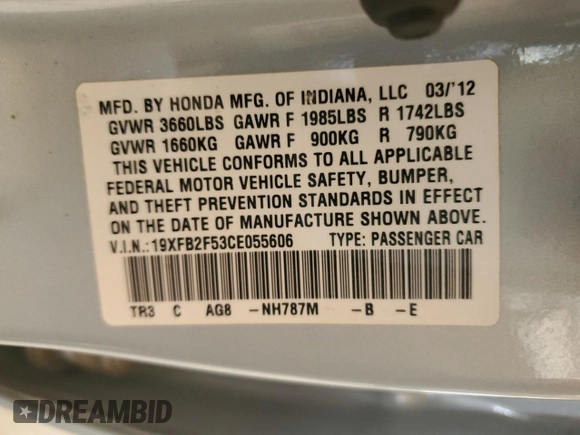 MFD. BY HONDA MFG. OF INDIANA, LLC 03/'12
GVWR 3660LBS GAWR F 1985LBS R 1742LBS
GVWR 1660KG GAWR F 900KG R 790KG
THIS VEHICLE CONFORMS TO ALL APPLICABLE
FEDERAL MOTOR VEHICLE SAFETY, BUMPER,
AND THEFT PREVENTION STANDARDS IN EFFECT
ON THE DATE OF MANUFACTURE SHOWN ABOVE.
V.I.N.:19XFB2F53CE055606 TYPE: PASSENGER CAR
TR3 C AG8 -NH787M -B -E
DREAMBID